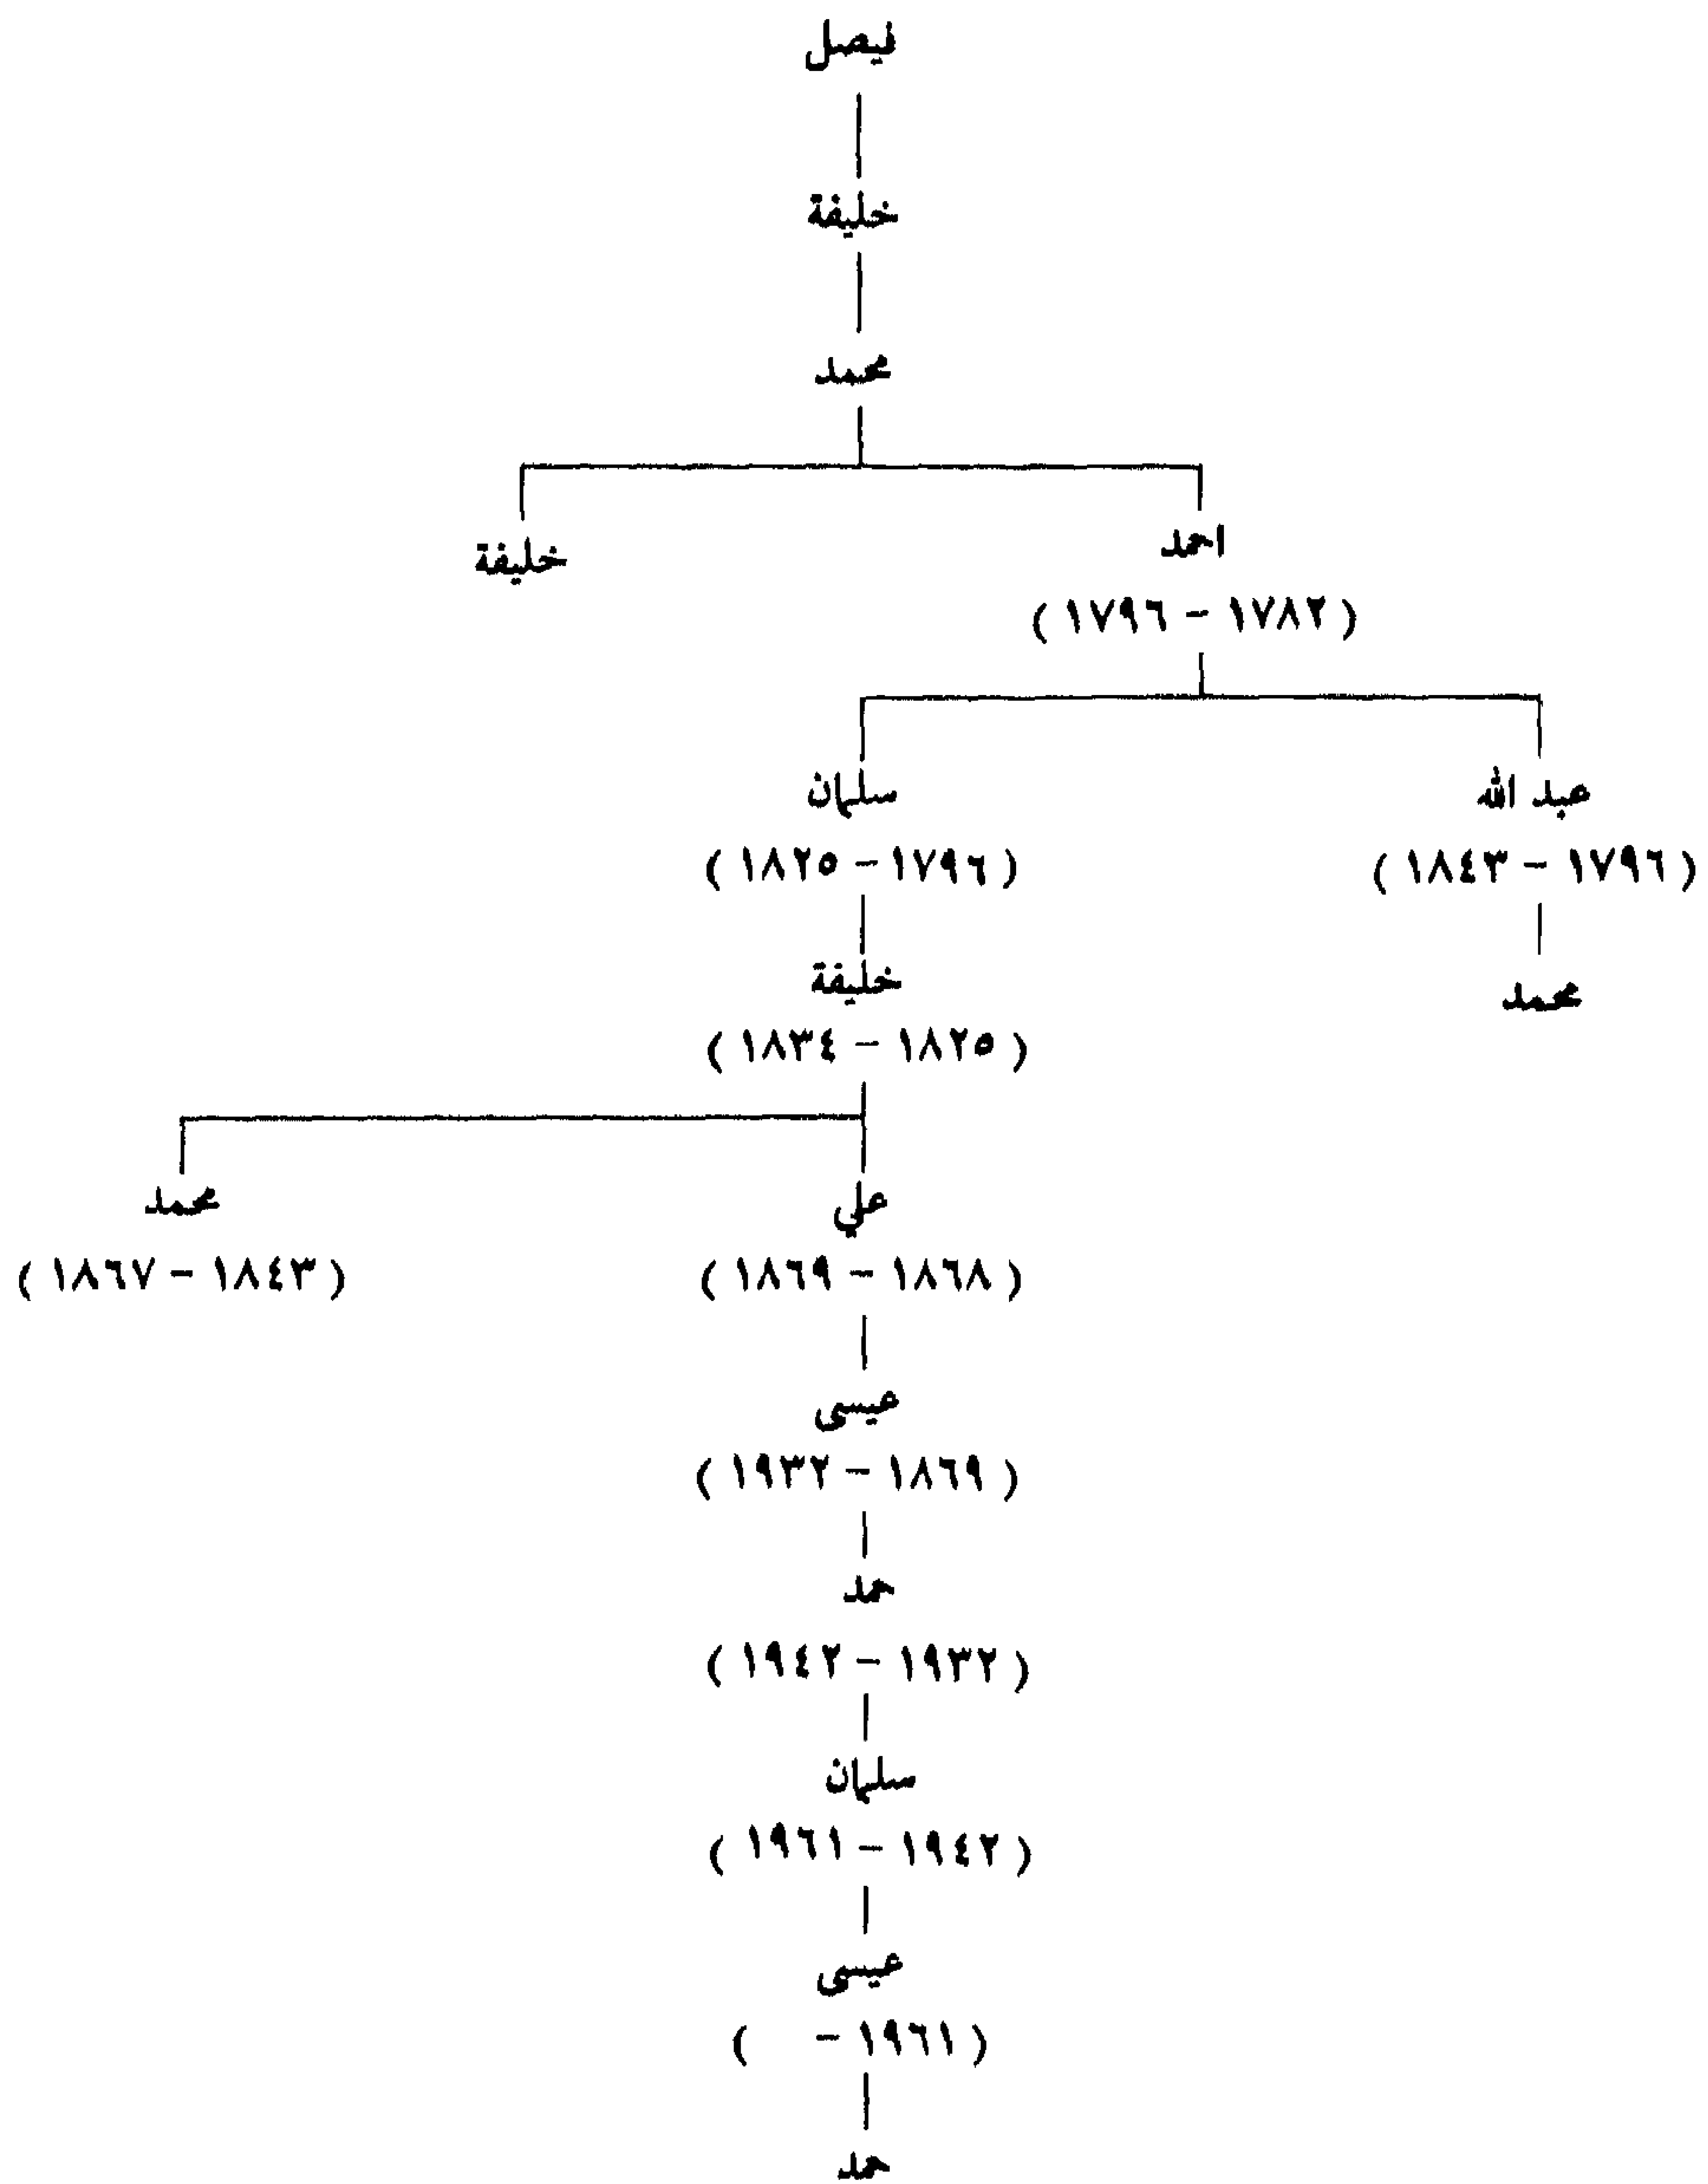 فيصل
خليفة
محمد
احمد
خليفة
(١٧٨٢ – ١٧٩٦)
عبد الله
سلمان
(١٧٩٦ – ١٨٤٣)
(١٧٩٦ – ١٨٢٥)
خليفة
محمد
(١٨٢٥ – ١٨٣٤)
علي
محمد
(١٨٦٨ – ١٨٦٩)
(١٨٤٣ – ١٨٦٧)
عيسى
(١٨٦٩ – ١٩٣٢)
حمد
(١٩٣٢ – ١٩٤٢)
سلمان
(١٩٤٢ – ١٩٦١)
عيسى
(١٩٦١ – )
حمد